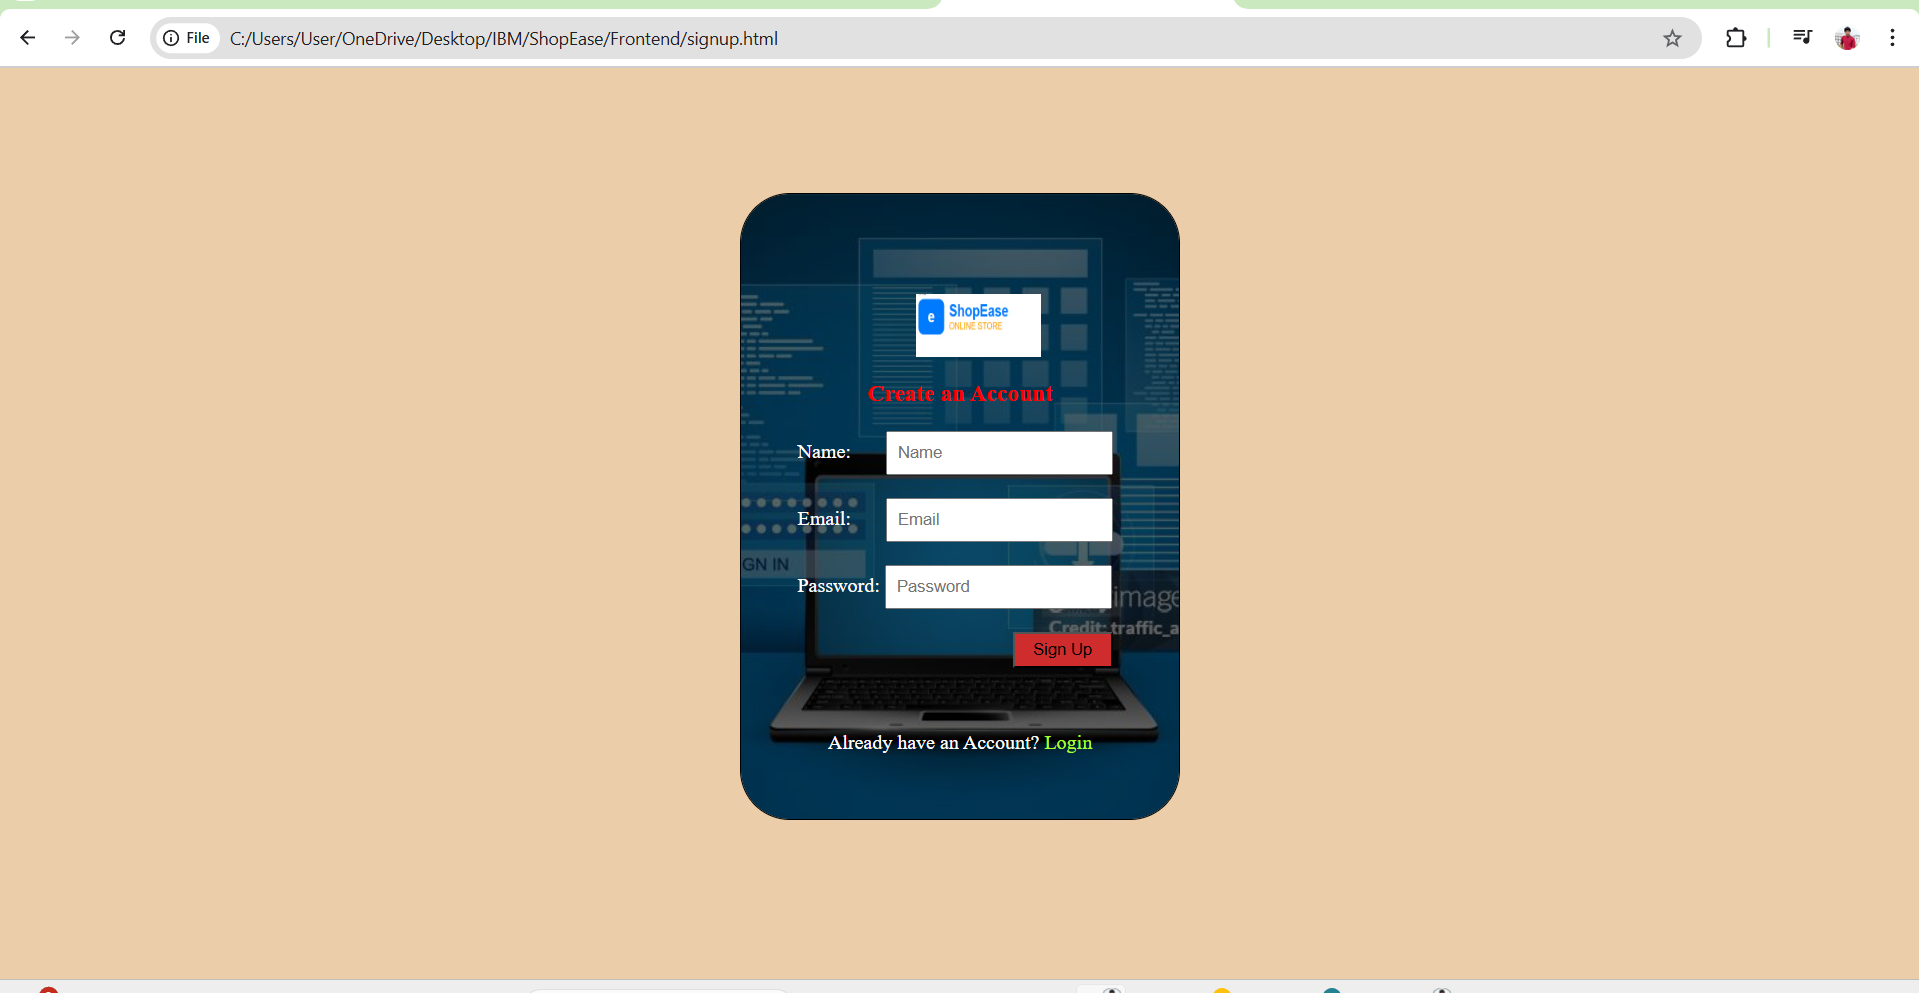 File C:/Users/User/OneDrive/Desktop/IBM/ShopEase/Frontend/signup.html
e ShopEase
ONLINE STORE
Create an Account
Name: Name
Email: Email
GN IN
Password: Password
image
Credit: traffic_a
Sign Up
Already have an Account? Login